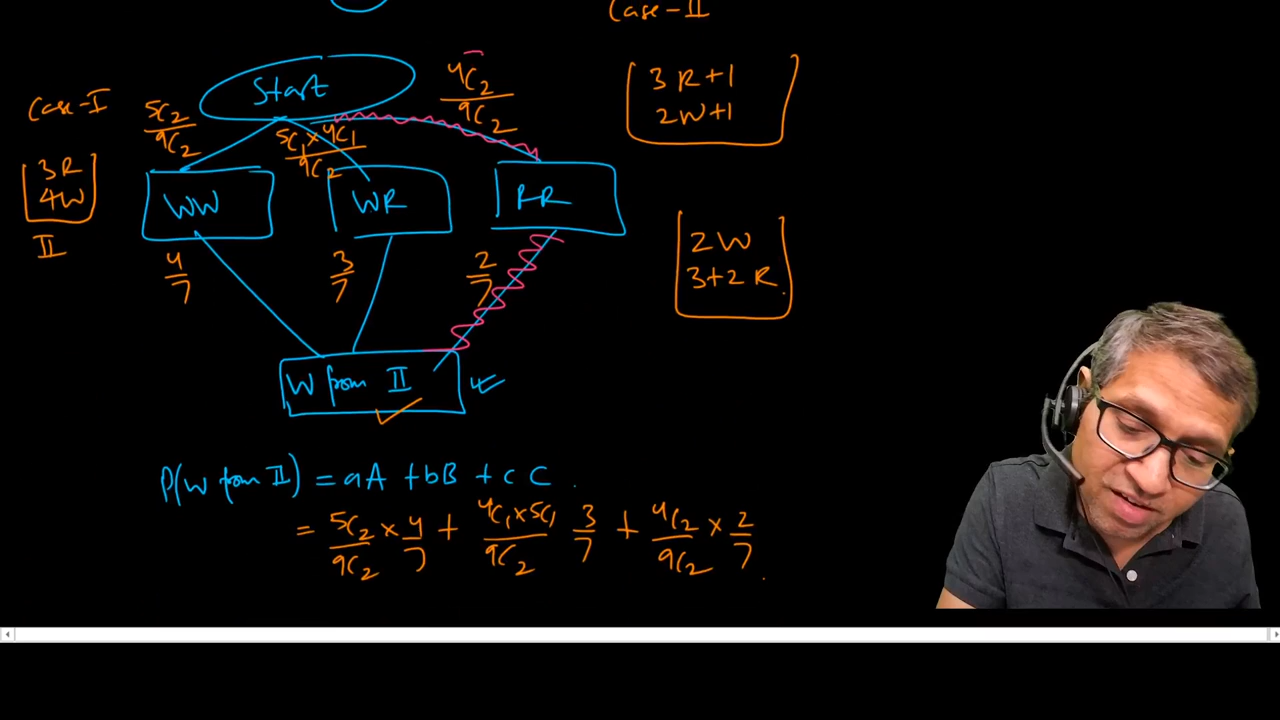 Case-II
Start
4C2/9C2
3R+1
2W+1
Case-I
5C2/9C2
5C1×4C1/9C2
3R
4W
II
WW
WR
RR
4/7
3/7
2/7
2W
3+2R.
W from II
P(W from II) = aA + bB + cC.
= 5C2/9C2 × 4/7 + 4C1×5C1/9C2 3/7 + 4C2/9C2 × 2/7.